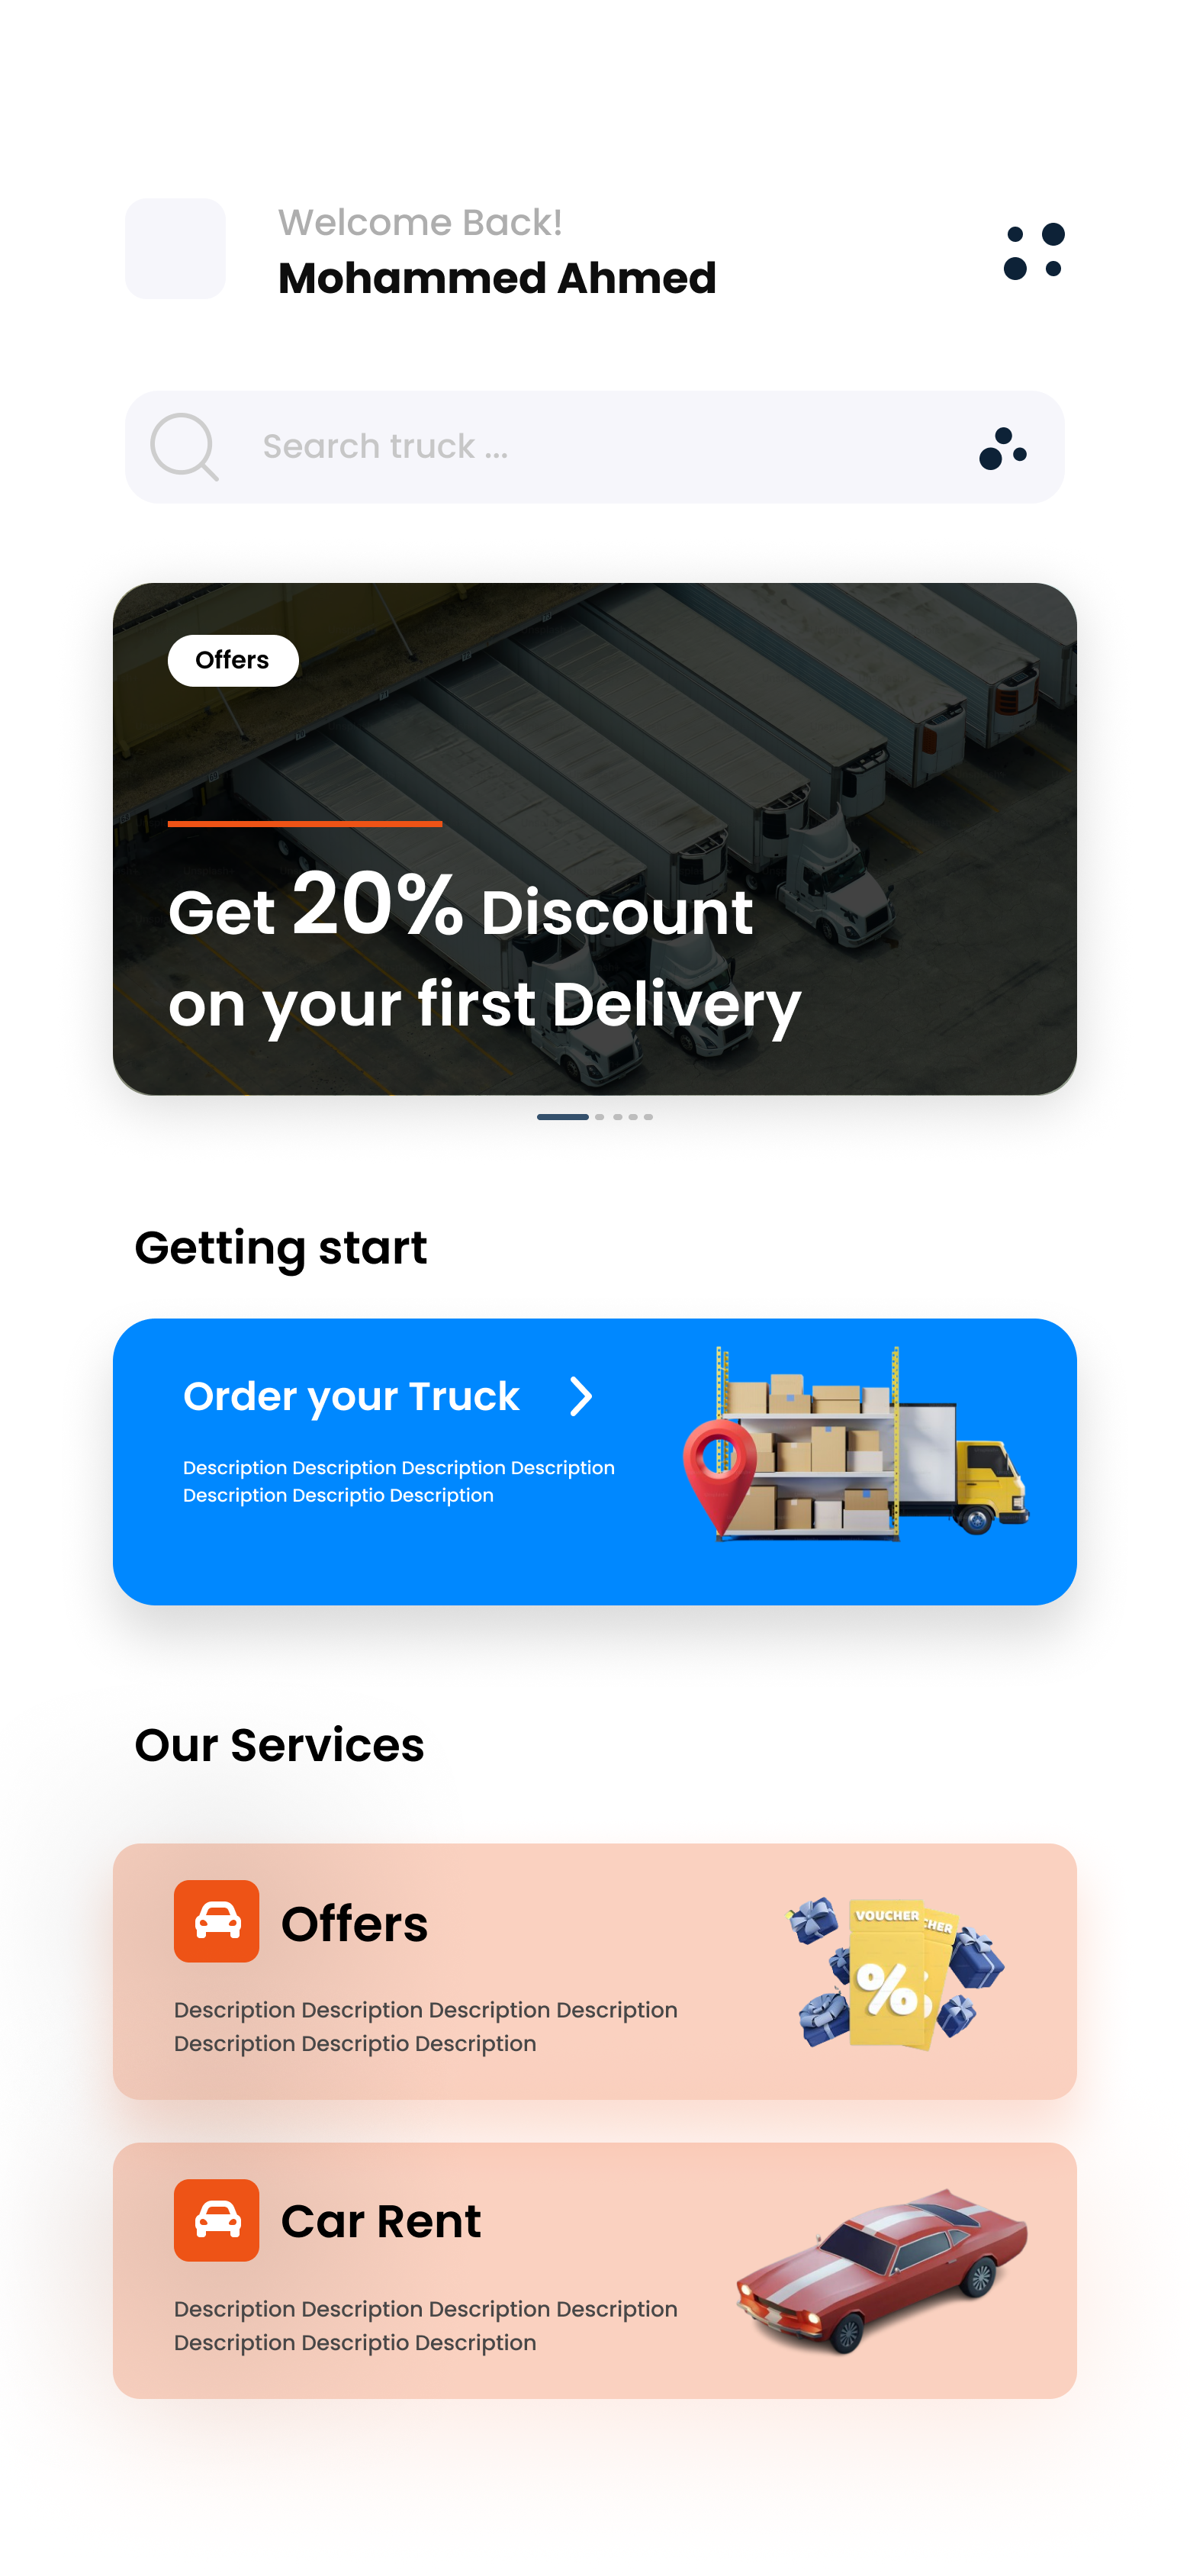 Welcome Back!
Mohammed Ahmed
Search truck ...
Offers
Get 20% Discount
on your first Delivery
Getting start
Order your Truck
Description Description Description Description
Description Descriptio Description
Our Services
Offers
VOUCHER
CHER
%
Description Description Description Description
Description Descriptio Description
Car Rent
Description Description Description Description
Description Descriptio Description